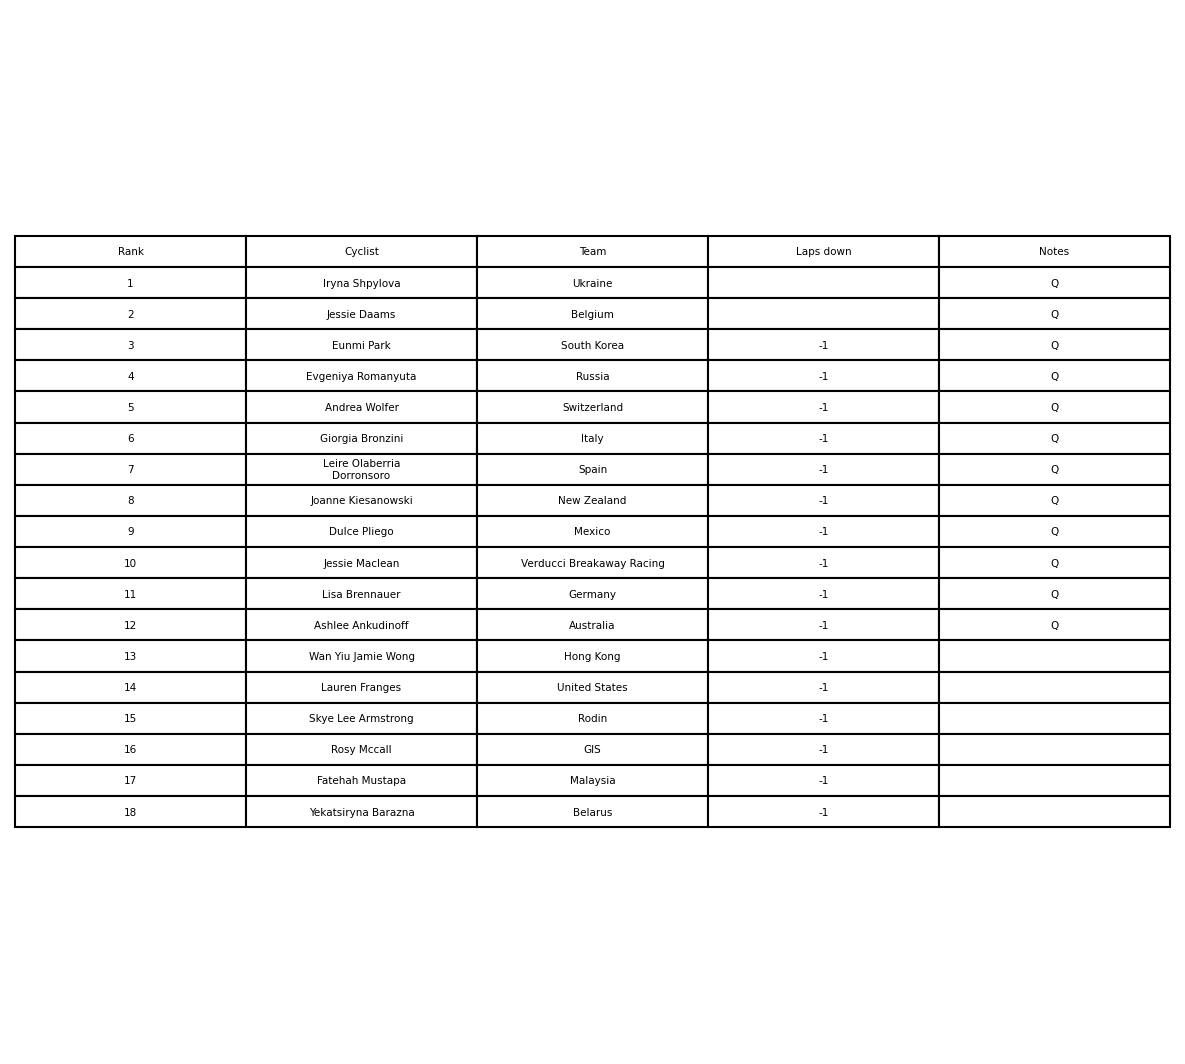 Rank Cyclist Team Laps down Notes
1 Iryna Shpylova Ukraine Q
2 Jessie Daams Belgium Q
3 Eunmi Park South Korea -1 Q
4 Evgeniya Romanyuta Russia -1 Q
5 Andrea Wolfer Switzerland -1 Q
6 Giorgia Bronzini Italy -1 Q
7 Leire Olaberria
Dorronsoro Spain -1 Q
8 Joanne Kiesanowski New Zealand -1 Q
9 Dulce Pliego Mexico -1 Q
10 Jessie Maclean Verducci Breakaway Racing -1 Q
11 Lisa Brennauer Germany -1 Q
12 Ashlee Ankudinoff Australia -1 Q
13 Wan Yiu Jamie Wong Hong Kong -1
14 Lauren Franges United States -1
15 Skye Lee Armstrong Rodin -1
16 Rosy Mccall GIS -1
17 Fatehah Mustapa Malaysia -1
18 Yekatsiryna Barazna Belarus -1